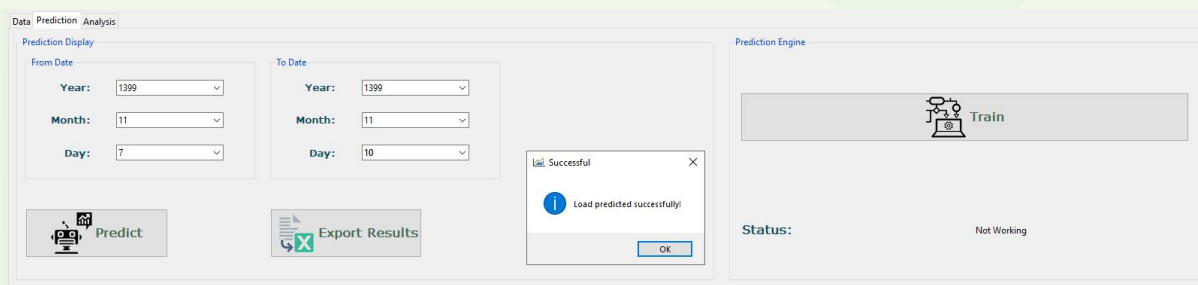 Data Prediction Analysis
Prediction Display
From Date
Year: 1399
Month: 11
Day: 7
To Date
Year: 1399
Month: 11
Day: 10
Predict
Export Results
Successful
Load predicted successfully!
OK
Prediction Engine
Train
Status: Not Working